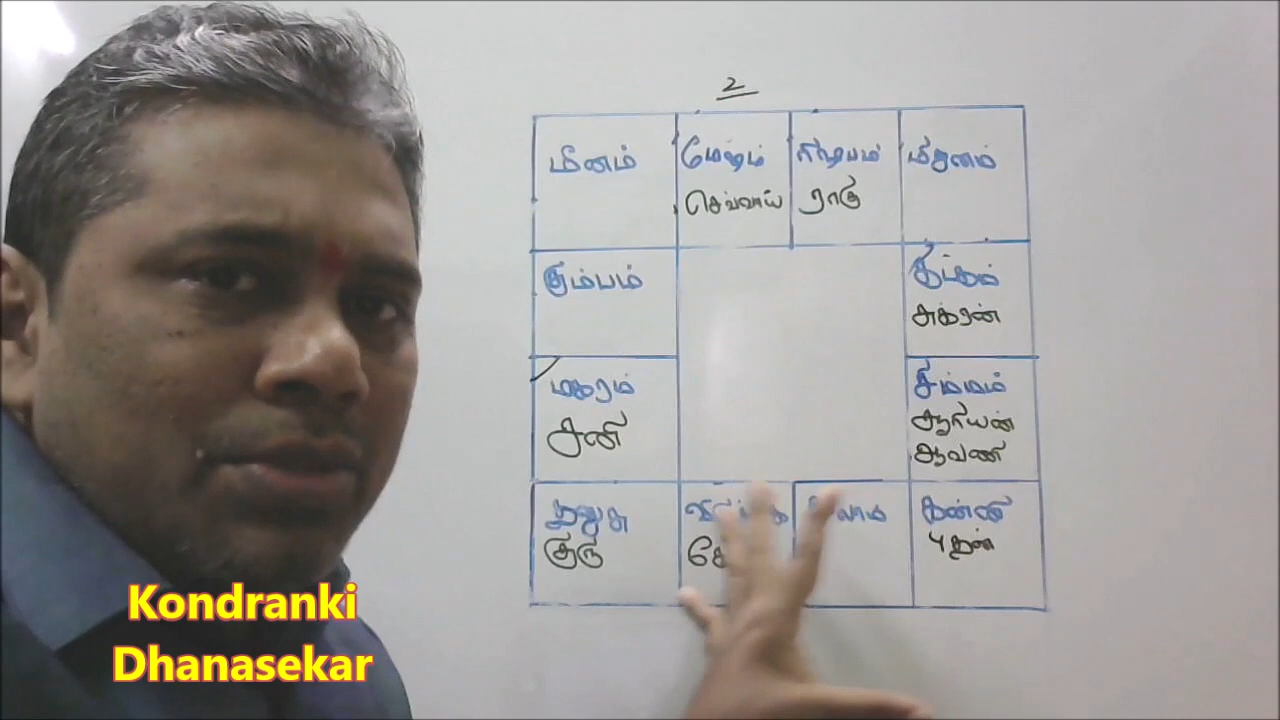 2
மீனம்
மேஷம்
ரிஷபம்
மிதுனம்
செவ்வாய்
ராகு
கும்பம்
கடகம்
சுக்ரன்
மகரம்
சனி
சிம்மம்
சூரியன்
ஆவணி
தனுசு
குரு
கன்னி
புதன்
Kondranki
Dhanasekar